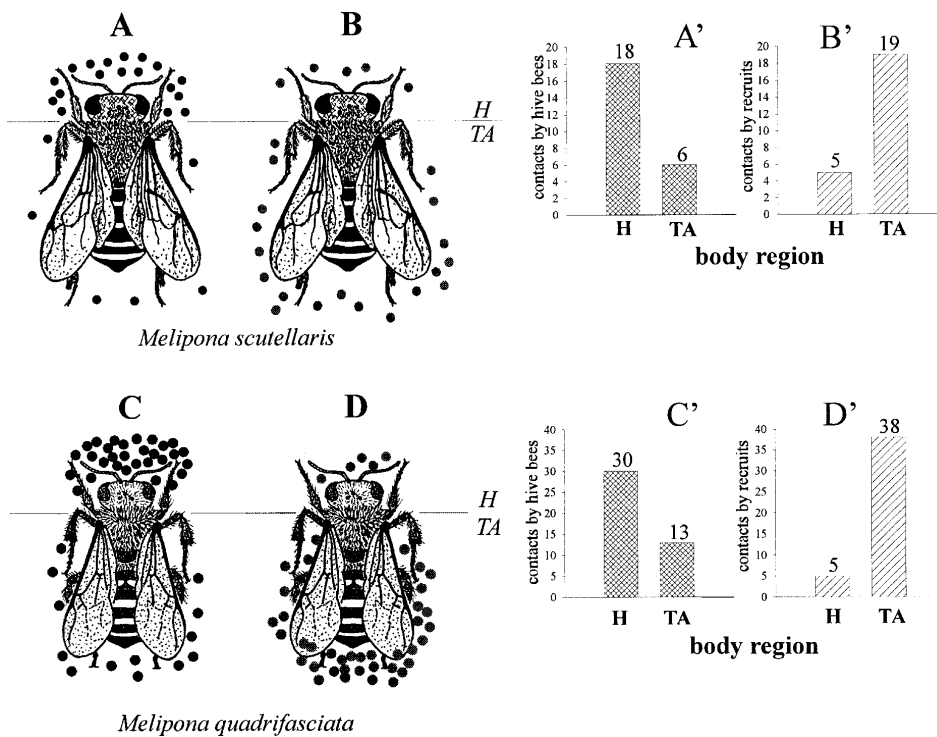 A
B
H
TA
Melipona scutellaris
A'
contacts by hive bees
20
18
16
14
12
10
8
6
4
2
0
18
6
H TA
B'
contacts by recruits
20
18
16
14
12
10
8
6
4
2
0
5
19
H TA
body region
C
D
H
TA
Melipona quadrifasciata
C'
contacts by hive bees
40
35
30
25
20
15
10
5
0
30
13
H TA
D'
contacts by recruits
40
35
30
25
20
15
10
5
0
5
38
H TA
body region